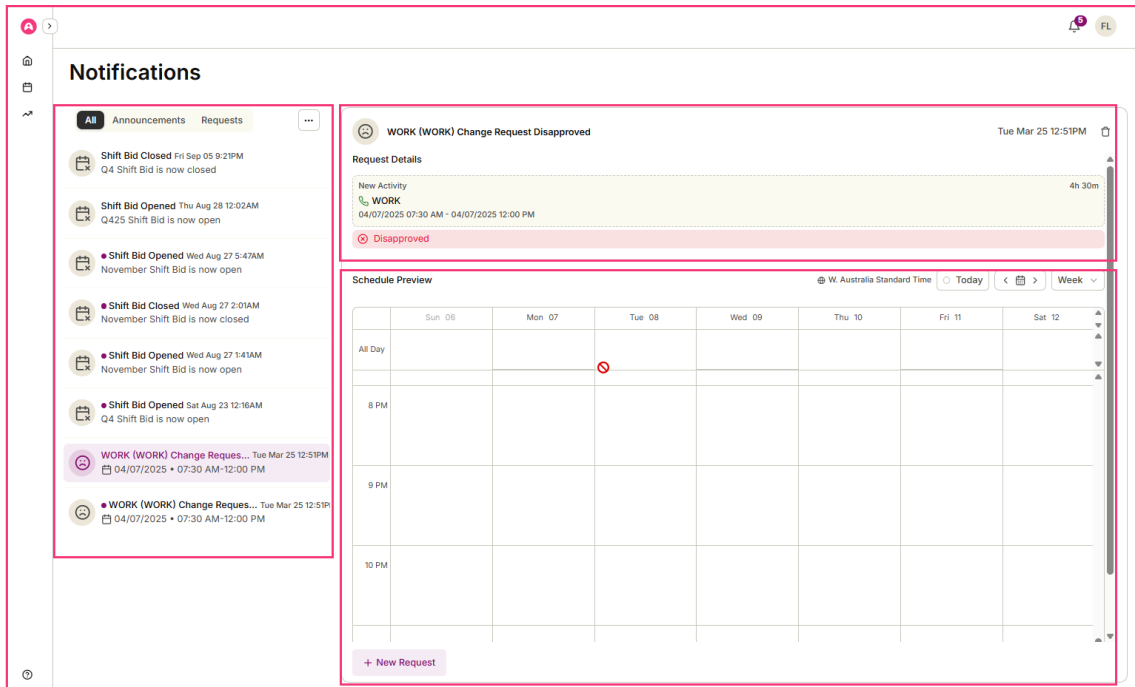 A
5
FL
Notifications
All Announcements Requests ...
Shift Bid Closed Fri Sep 05 9:21PM
Q4 Shift Bid is now closed
Shift Bid Opened Thu Aug 28 12:02AM
Q425 Shift Bid is now open
Shift Bid Opened Wed Aug 27 5:47AM
November Shift Bid is now open
Shift Bid Closed Wed Aug 27 2:01AM
November Shift Bid is now closed
Shift Bid Opened Wed Aug 27 1:41AM
November Shift Bid is now open
Shift Bid Opened Sat Aug 23 12:16AM
Q4 Shift Bid is now open
WORK (WORK) Change Reques... Tue Mar 25 12:51PM
04/07/2025 • 07:30 AM-12:00 PM
WORK (WORK) Change Reques... Tue Mar 25 12:51P
04/07/2025 • 07:30 AM-12:00 PM
WORK (WORK) Change Request Disapproved Tue Mar 25 12:51PM
Request Details
New Activity 4h 30m
WORK
04/07/2025 07:30 AM - 04/07/2025 12:00 PM
Disapproved
Schedule Preview W. Australia Standard Time Today Week
Sun 06 Mon 07 Tue 08 Wed 09 Thu 10 Fri 11 Sat 12
All Day
8 PM
9 PM
10 PM
+ New Request